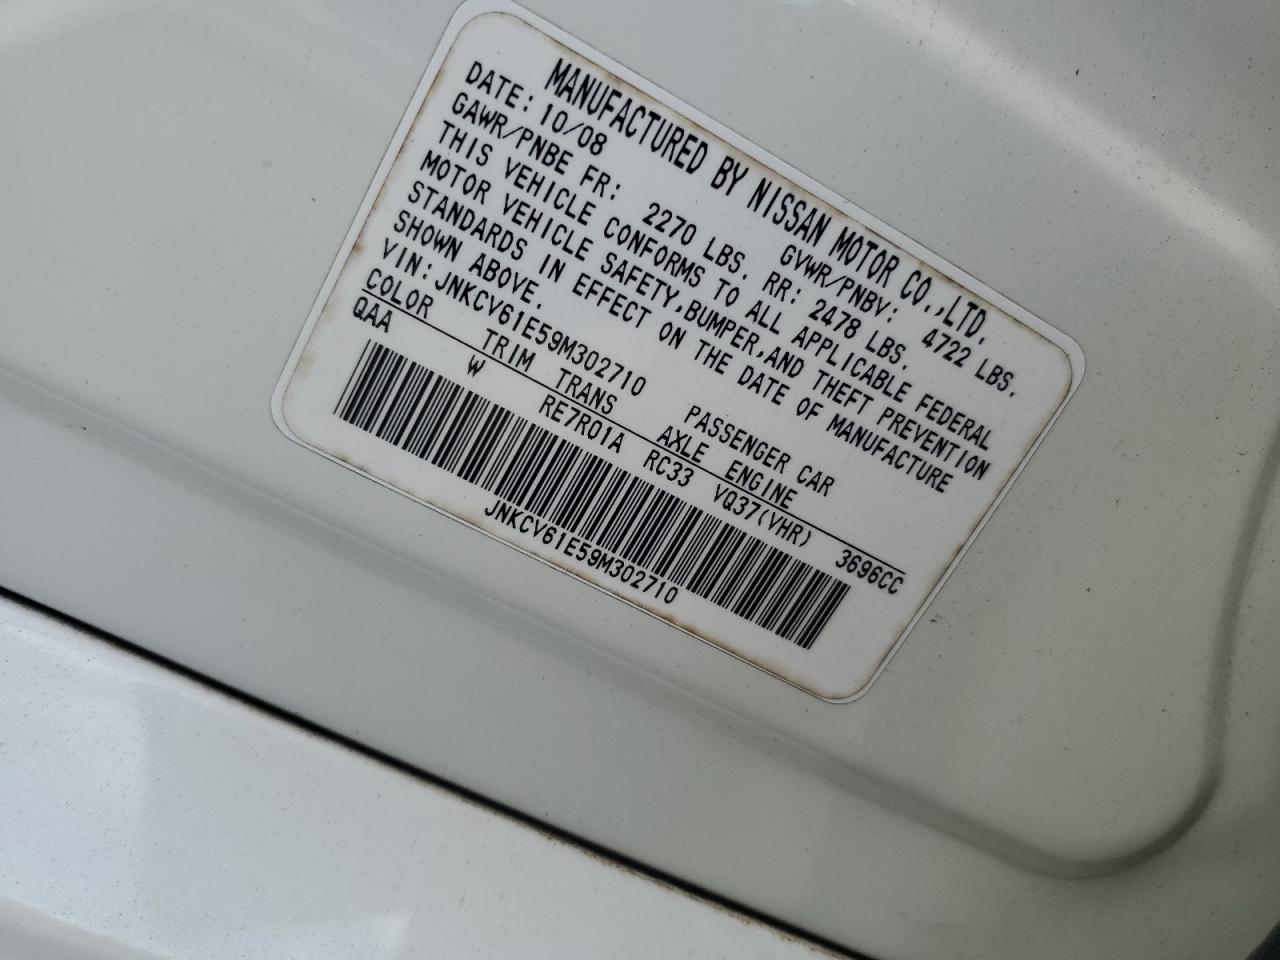 MANUFACTURED BY NISSAN MOTOR CO.,LTD.
DATE: 10/08 GVWR/PNBV: 4722 LBS.
GAWR/PNBE FR: 2270 LBS. RR: 2478 LBS.
THIS VEHICLE CONFORMS TO ALL APPLICABLE FEDERAL
MOTOR VEHICLE SAFETY,BUMPER,AND THEFT PREVENTION
STANDARDS IN EFFECT ON THE DATE OF MANUFACTURE
SHOWN ABOVE.
VIN: JNKCV61E59M302710 PASSENGER CAR
COLOR TRIM TRANS AXLE ENGINE
QAA W RE7R01A RC33 VQ37(VHR) 3696CC
JNKCV61E59M302710